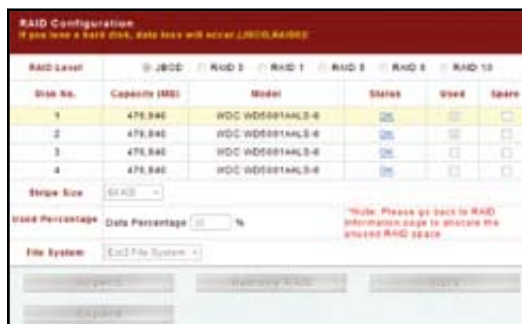 RAID Configuration
If you lose a hard disk, data loss will occur.(JBOD,RAID0)
RAID Level JBOD RAID 0 RAID 1 RAID 5 RAID 6 RAID 10
Disk No. Capacity (MB) Model Status Used Spare
1 476,940 WDC WD5001AALS-0 OK
2 476,940 WDC WD5001AALS-0 OK
3 476,940 WDC WD5001AALS-0 OK
4 476,940 WDC WD5001AALS-0 OK
Stripe Size KB
Used Percentage Data Percentage %
*Note: Please go back to RAID
information page to allocate the
unused RAID space
File System Ext3 File System
Remove RAID
Expand